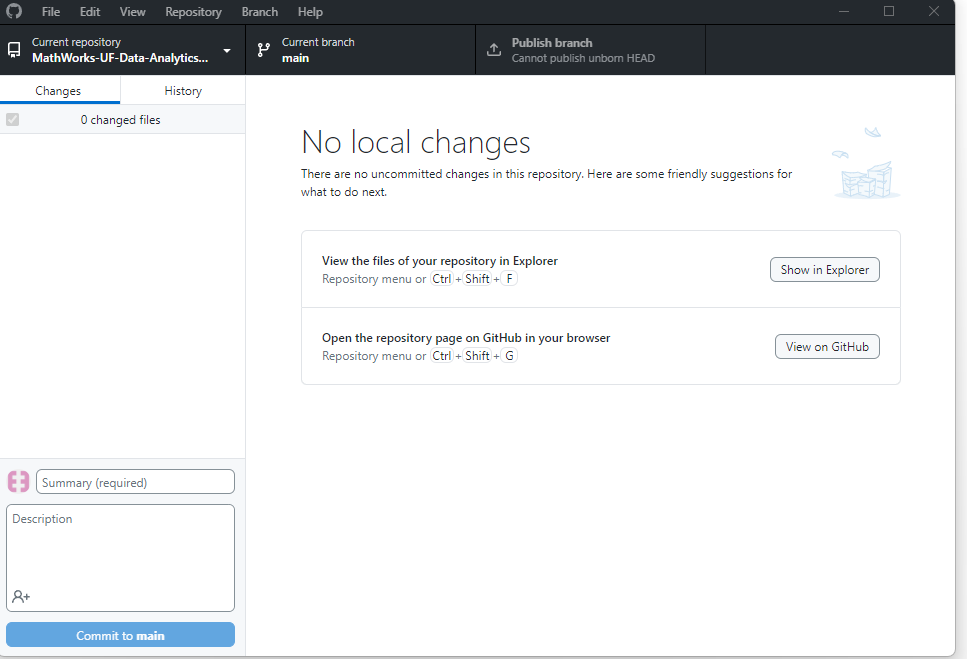 File Edit View Repository Branch Help
Current repository
MathWorks-UF-Data-Analytics...
Current branch
main
Publish branch
Cannot publish unborn HEAD
Changes History
0 changed files
No local changes
There are no uncommitted changes in this repository. Here are some friendly suggestions for
what to do next.
View the files of your repository in Explorer
Repository menu or Ctrl + Shift + F
Show in Explorer
Open the repository page on GitHub in your browser
Repository menu or Ctrl + Shift + G
View on GitHub
Summary (required)
Description
Commit to main